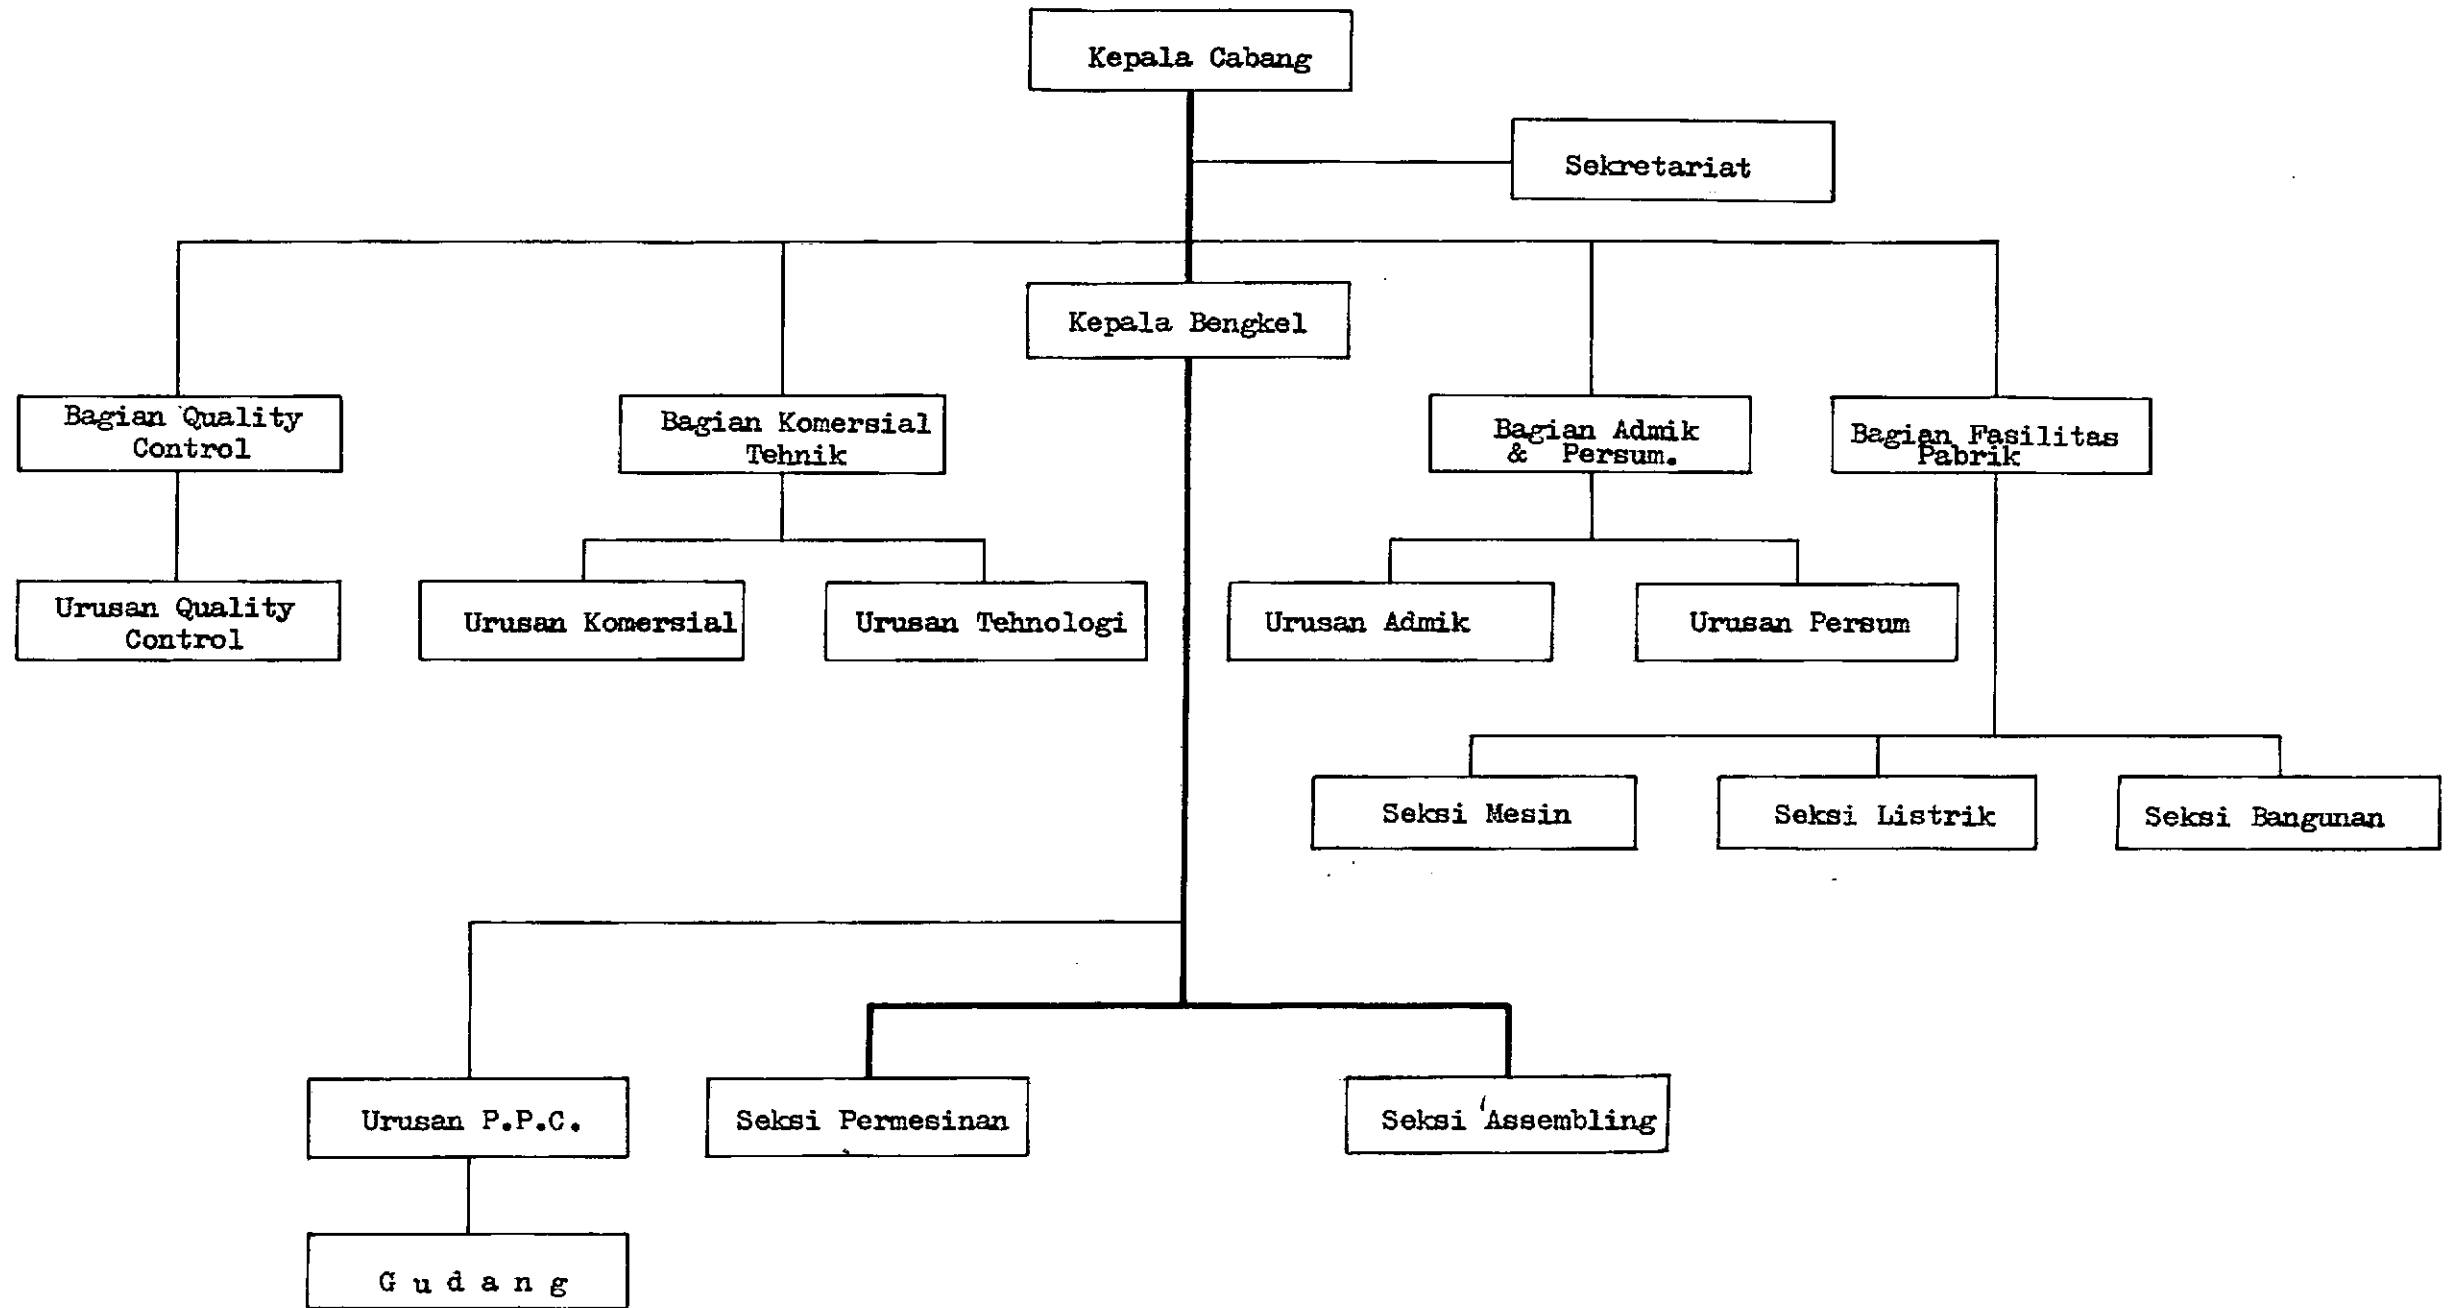 Kepala Cabang
Sekretariat
Kepala Bengkel
Bagian Quality
Control
Bagian Komersial
Tehnik
Bagian Admik
& Persum.
Bagian Fasilitas
Pabrik
Urusan Quality
Control
Urusan Komersial
Urusan Tehnologi
Urusan Admik
Urusan Persum
Seksi Mesin
Seksi Listrik
Seksi Bangunan
Urusan P.P.C.
Seksi Permesinan
Seksi Assembling
G u d a n g